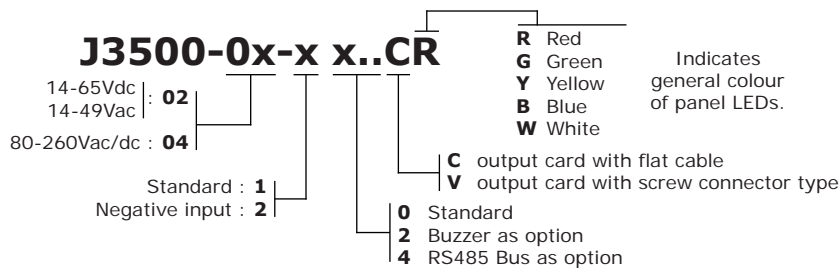 J3500-0x-x x..CR
R Red
G Green
Y Yellow
B Blue
W White
Indicates
general colour
of panel LEDs.
14-65Vdc
14-49Vac
: 02
80-260Vac/dc : 04
C output card with flat cable
V output card with screw connector type
Standard : 1
Negative input : 2
0 Standard
2 Buzzer as option
4 RS485 Bus as option